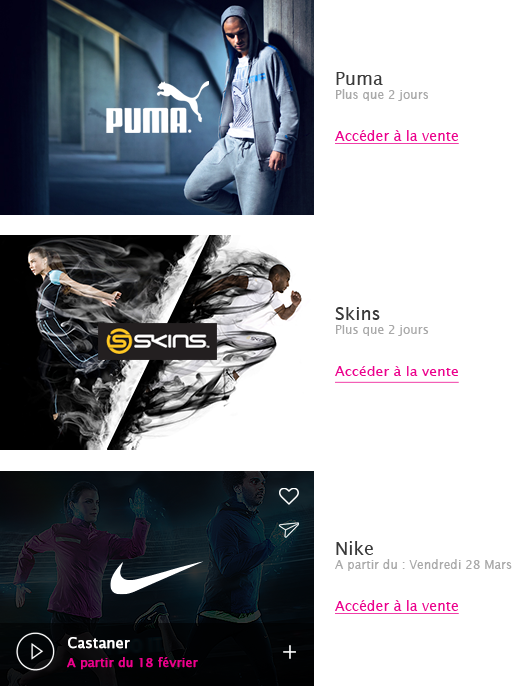 PUMA
Puma
Plus que 2 jours
Accéder à la vente
SKINS
Skins
Plus que 2 jours
Accéder à la vente
Nike
A partir du : Vendredi 28 Mars
Accéder à la vente
Castaner
A partir du 18 février